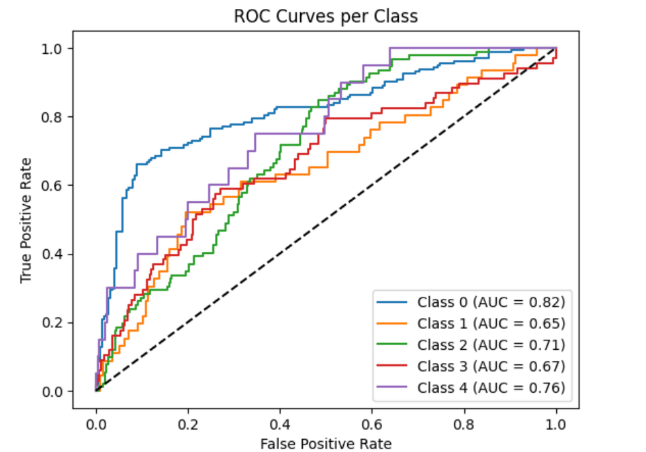 ROC Curves per Class
1.0
0.8
0.6
0.4
0.2
0.0
True Positive Rate
Class 0 (AUC = 0.82)
Class 1 (AUC = 0.65)
Class 2 (AUC = 0.71)
Class 3 (AUC = 0.67)
Class 4 (AUC = 0.76)
0.0 0.2 0.4 0.6 0.8 1.0
False Positive Rate